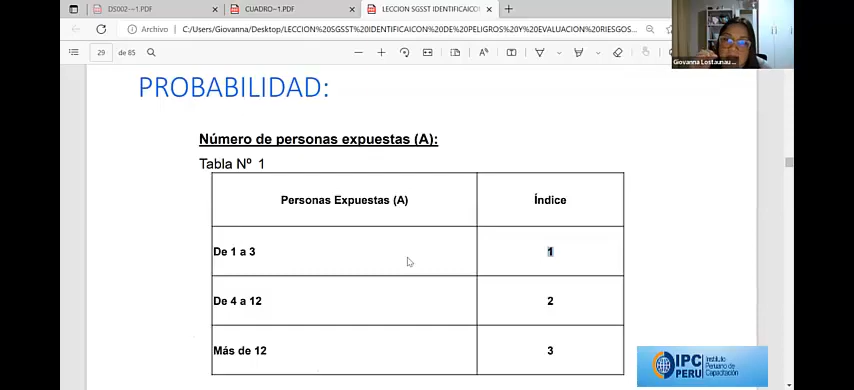 DS002~-1.PDF
CUADRO~1.PDF
LECCION SGSST IDENTIFICAICON
Archivo
C:/Users/Giovanna/Desktop/LECCION%20SGSST%20IDENTIFICAICON%20DE%20PELIGROS%20Y%20EVALUACION%20RIESGOS...
29 de 85
Giovanna Lostaunau...
PROBABILIDAD:
Número de personas expuestas (A):
Tabla Nº 1
Personas Expuestas (A) Índice
De 1 a 3 1
De 4 a 12 2
Más de 12 3
IPC PERU
Instituto
Peruano de
Capacitación